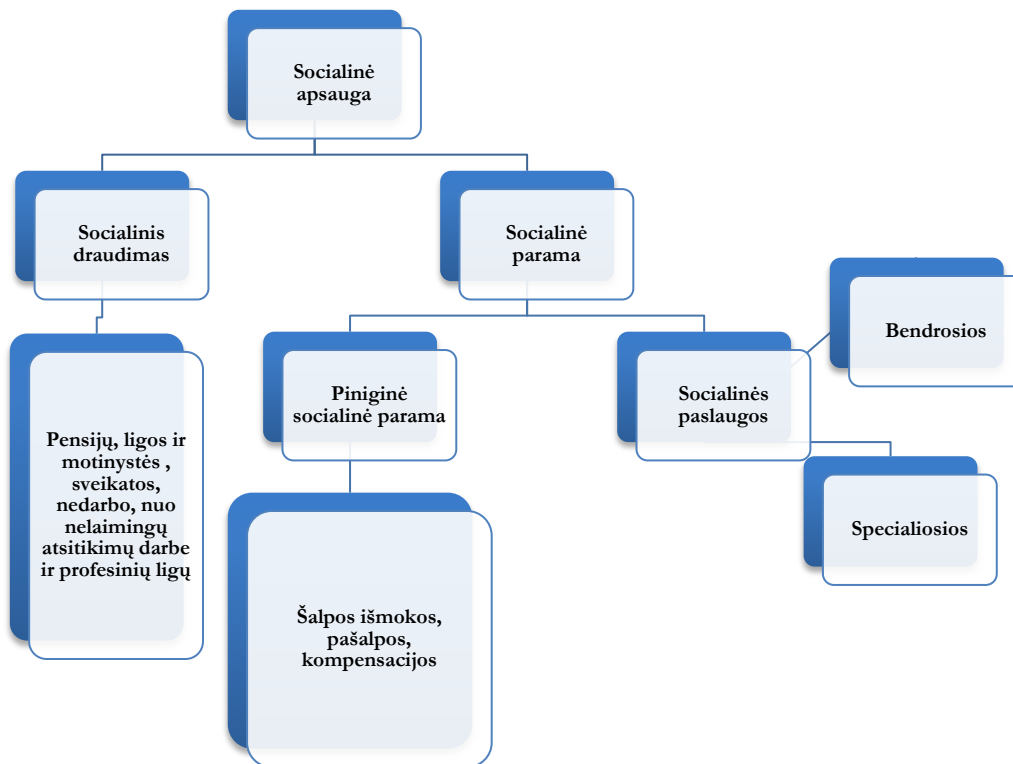 Socialinė
apsauga
Socialinis
draudimas
Socialinė
parama
Bendrosios
Piniginė
socialinė parama
Socialinės
paslaugos
Pensijų, ligos ir
motinystės ,
sveikatos,
nedarbo, nuo
nelaimingų
atsitikimų darbe
ir profesinių ligų
Specialiosios
Šalpos išmokos,
pašalpos,
kompensacijos